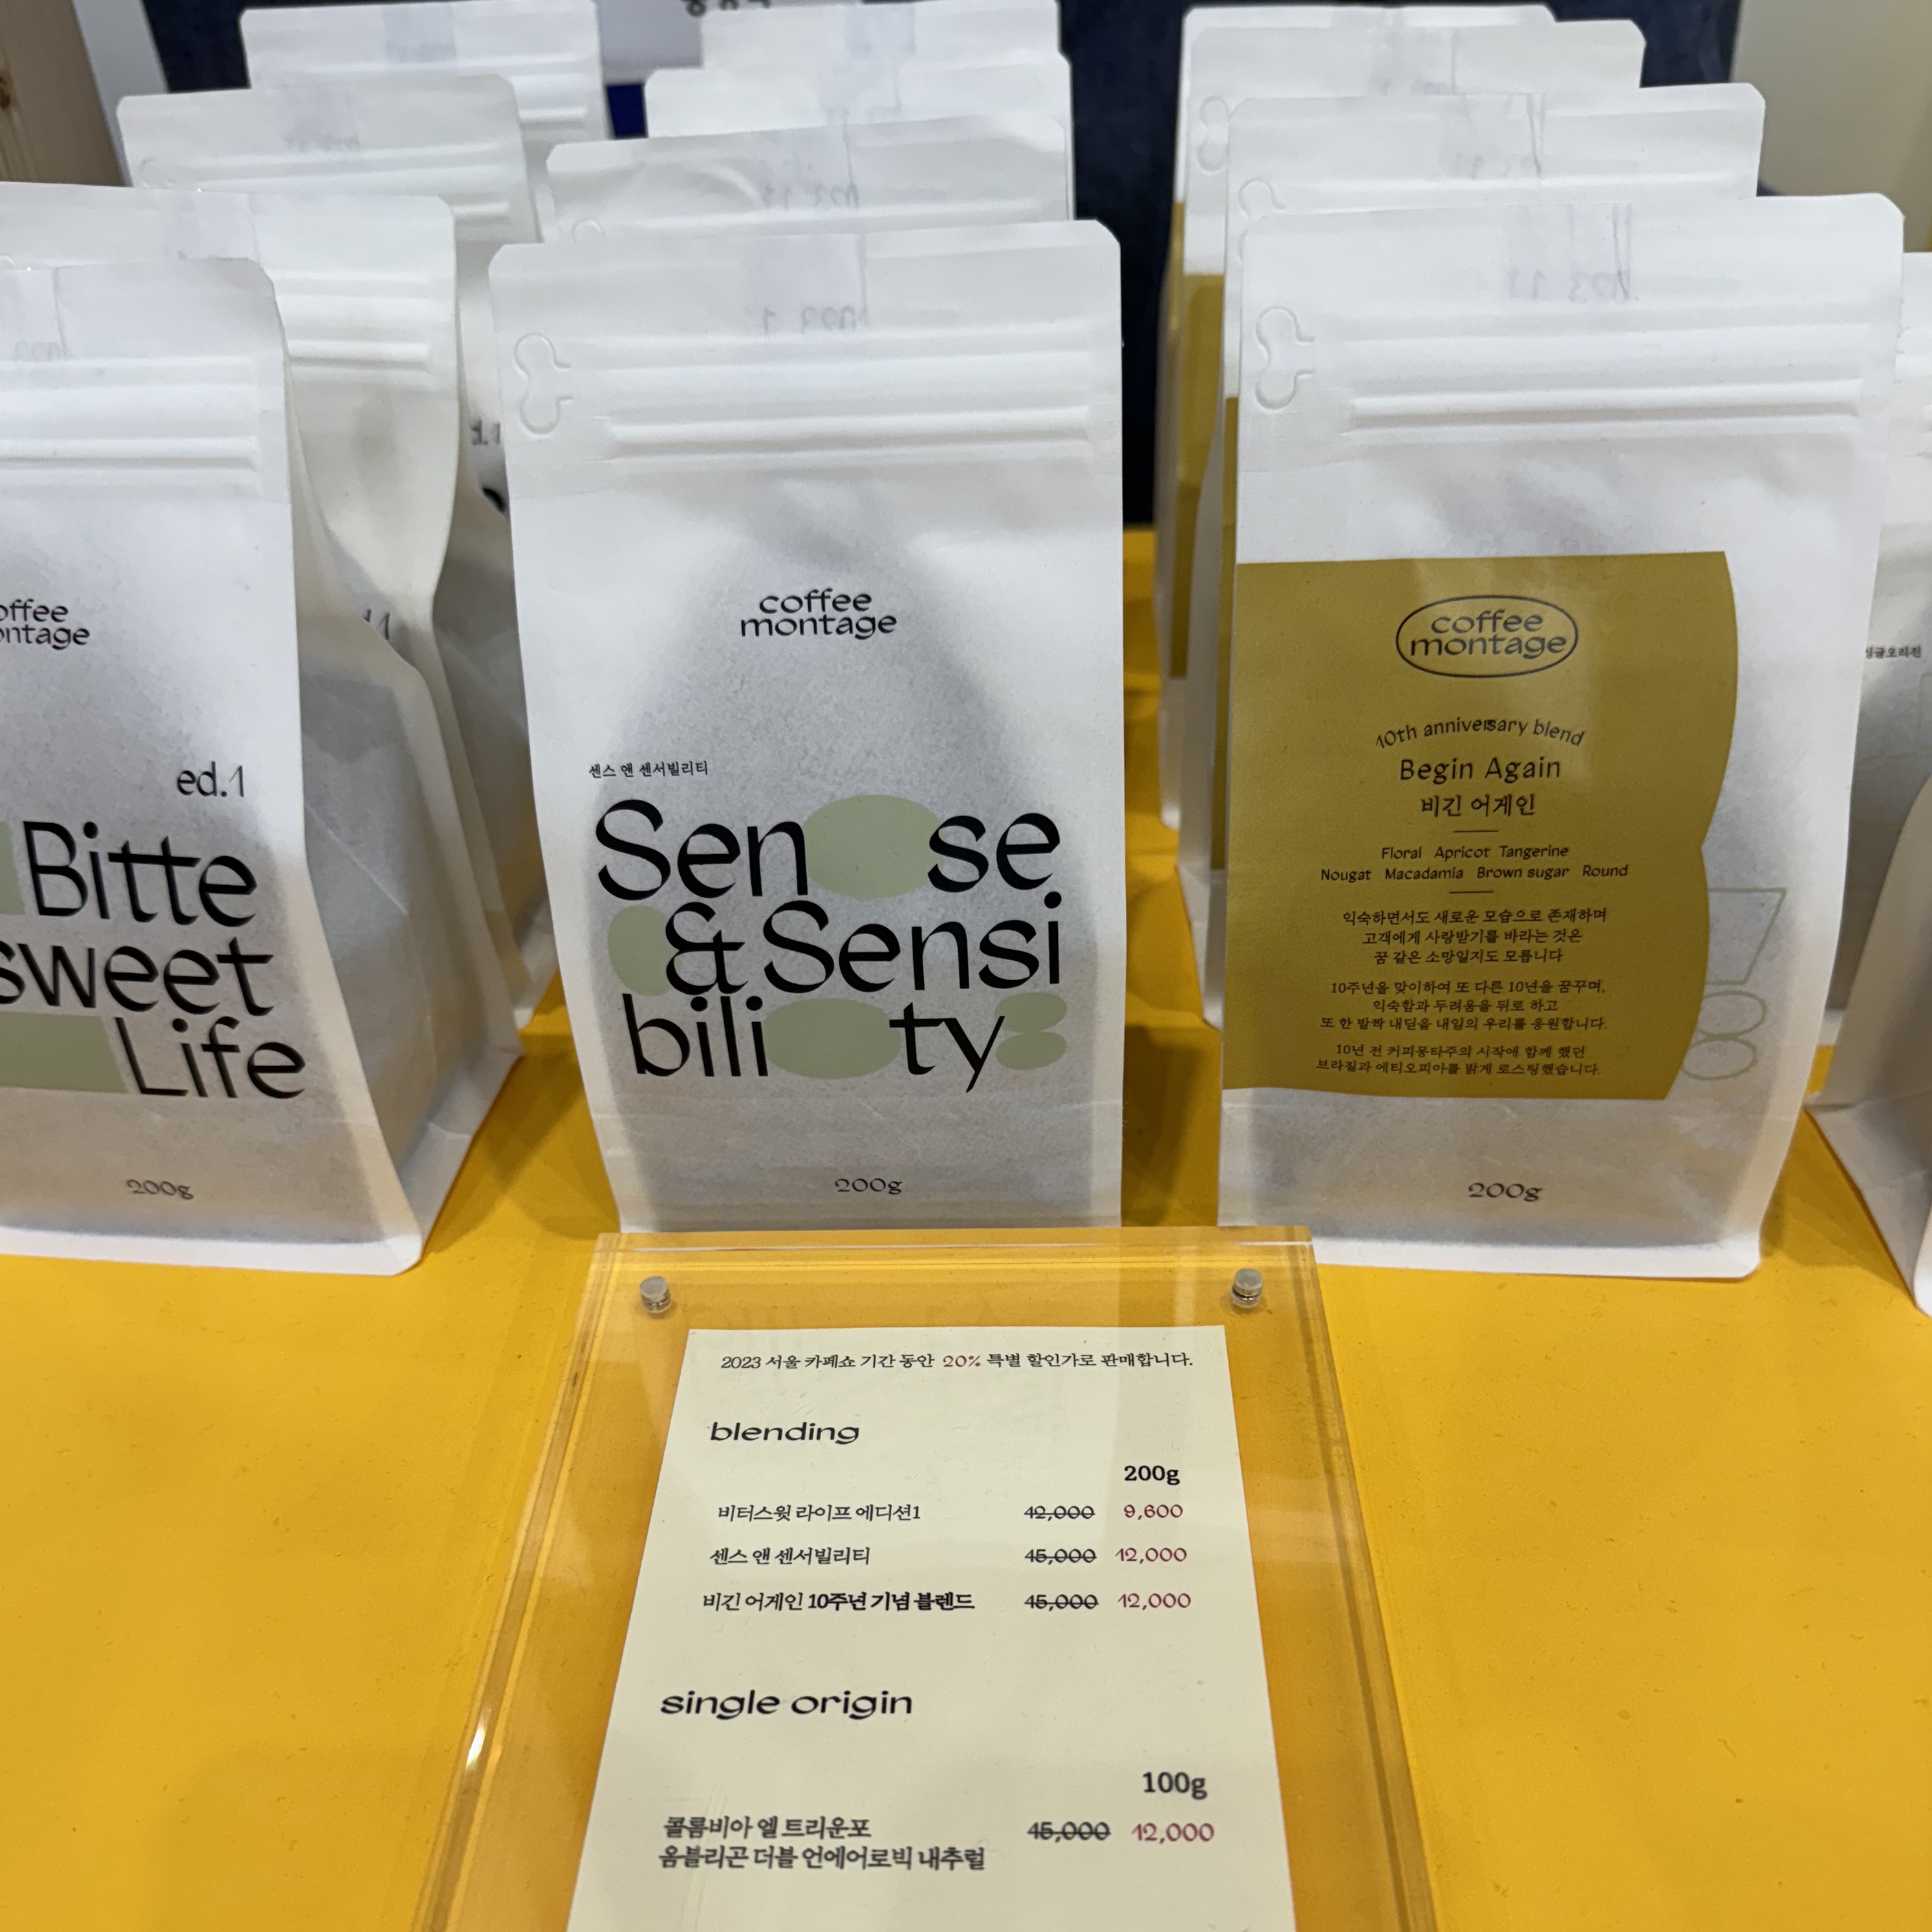 ed.1
Bitte
sweet
Life
200g
coffee
montage
센스 앤 센서빌리티
Sen se
& Sensi
bili ty
200g
coffee
montage
10th anniversary blend
Begin Again
비긴 어게인
Floral Apricot Tangerine
Nougat Macadamia Brown sugar Round
익숙하면서도 새로운 모습으로 존재하며
고객에게 사랑받기를 바라는 것은
꿈 같은 소망일지도 모릅니다
10주년을 맞이하여 또 다른 10년을 꿈꾸며,
익숙함과 두려움을 뒤로 하고
또 한 발짝 내딛을 내일의 우리를 응원합니다.
10년 전 커피몽타주의 시작에 함께 했던
브라질과 에티오피아를 밝게 로스팅했습니다.
200g
싱글오리진
2023 서울 카페쇼 기간 동안 20% 특별 할인가로 판매합니다.
blending
200g
비터스윗 라이프 에디션1 12,000 9,600
센스 앤 센서빌리티 15,000 12,000
비긴 어게인 10주년 기념 블렌드 15,000 12,000
single origin
100g
콜롬비아 엘 트리운포 15,000 12,000
옴블리곤 더블 언에어로빅 내추럴